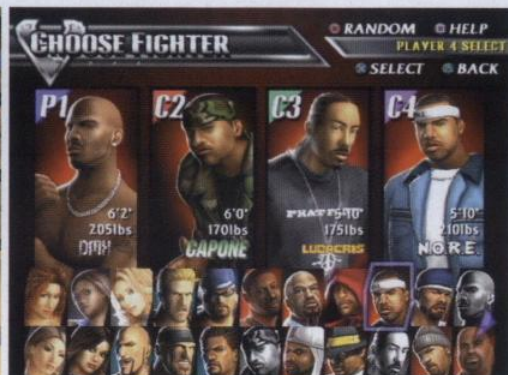 CHOOSE FIGHTER
RANDOM HELP
PLAYER 4 SELECT
SELECT BACK
P1 C2 C3 C4
6'2" 6'0" 5'10" 5'10"
205lbs 170lbs 175lbs 210lbs
DMX CAPONE LUDACRIS N.O.R.E.